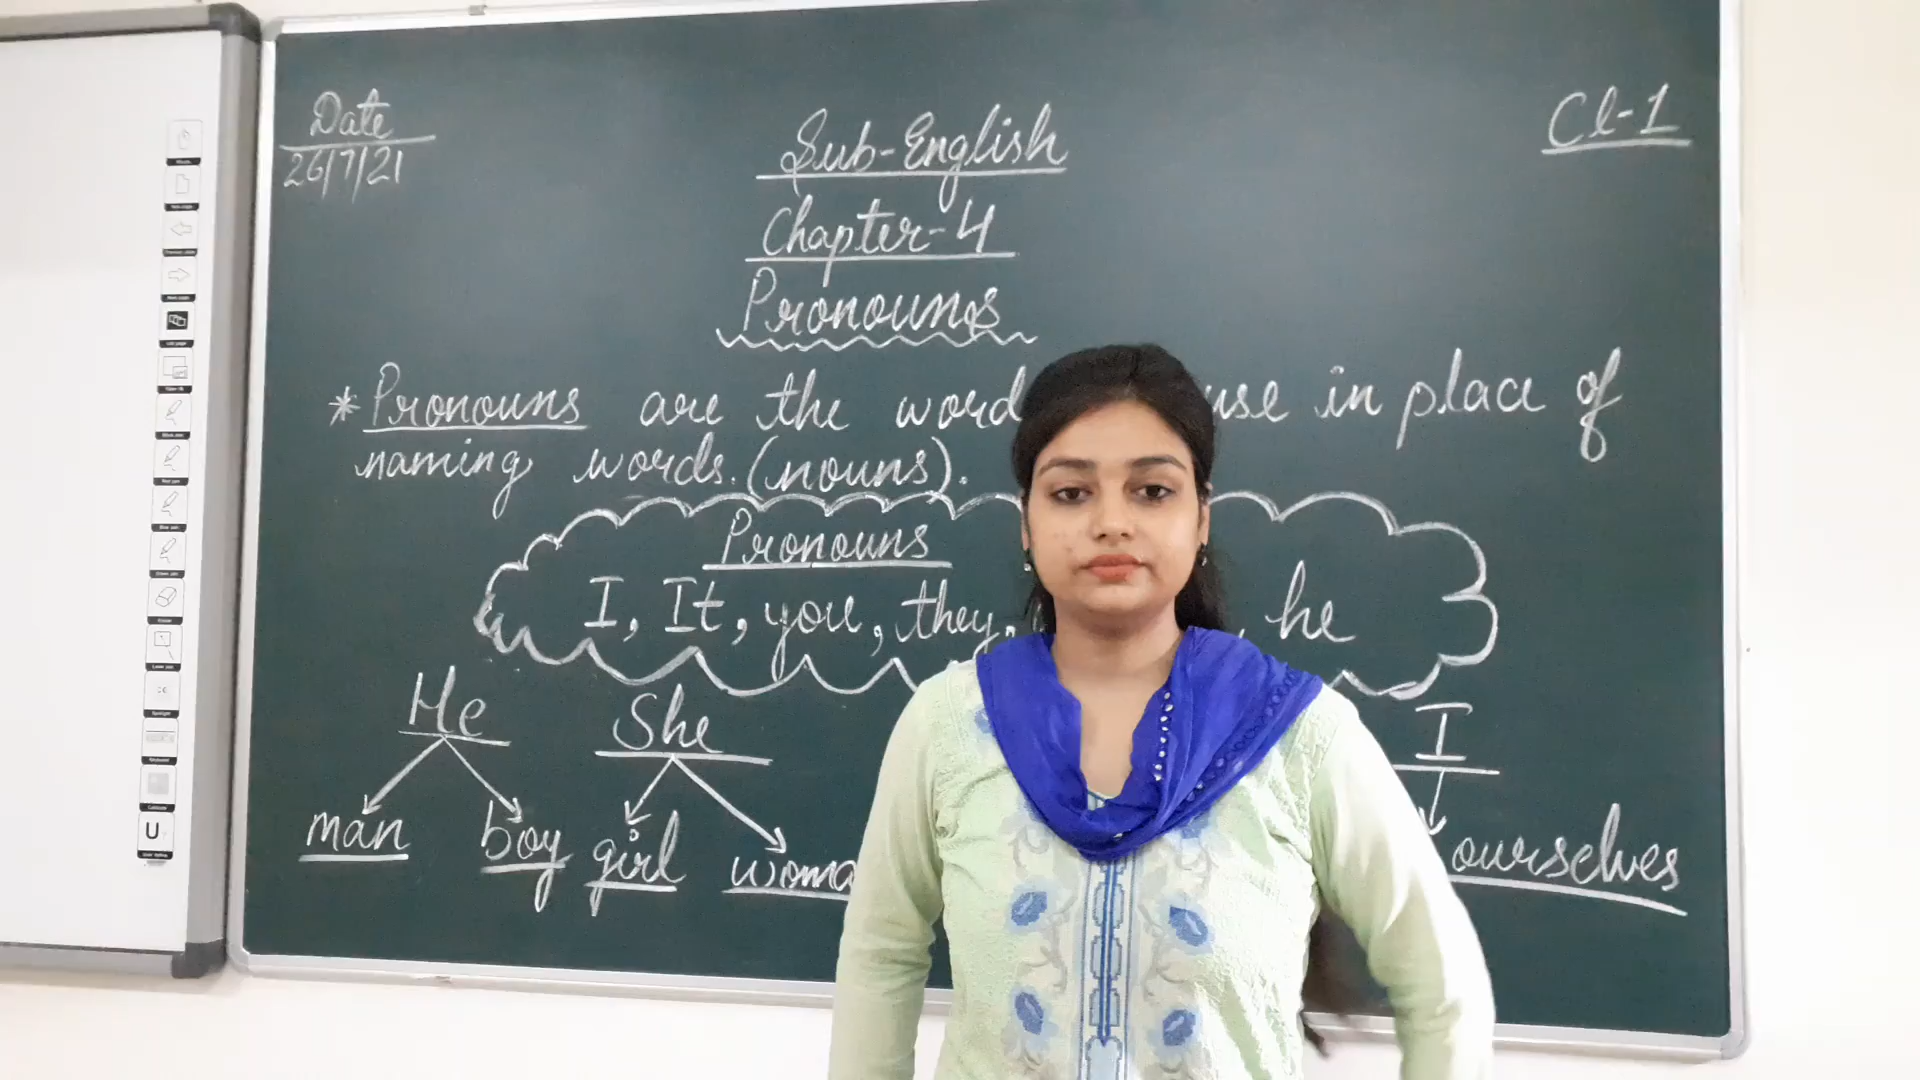 Date
26/7/21
Cl-1
Sub-English
Chapter-4
Pronouns
* Pronouns are the word use in place of
naming words. (nouns).
Pronouns
I, It, you, they, , he
He She I
man boy girl woma ourselves